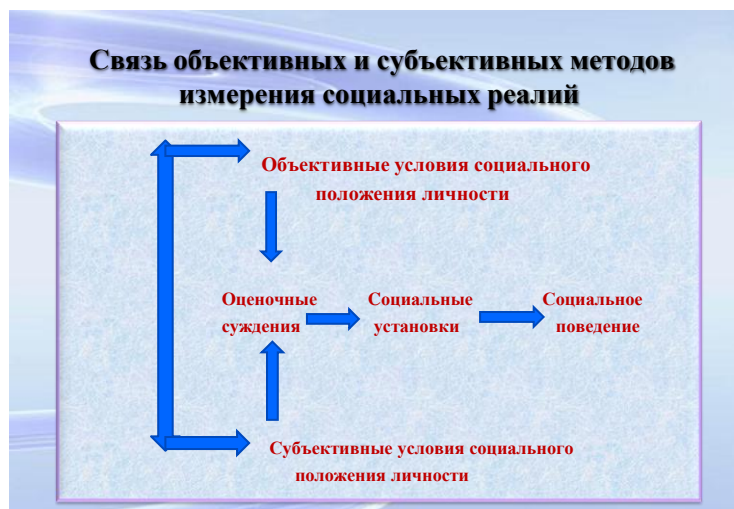 Связь объективных и субъективных методов
измерения социальных реалий
Объективные условия социального
положения личности
Оценочные
суждения
Социальные
установки
Социальное
поведение
Субъективные условия социального
положения личности